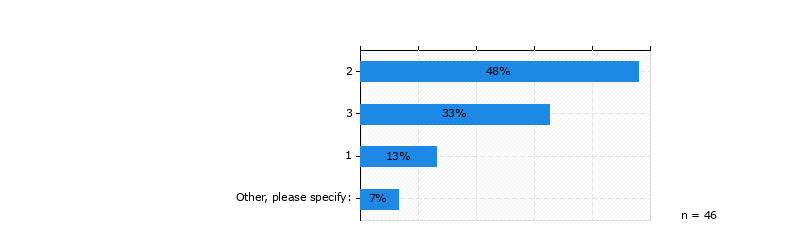 2 48%
3 33%
1 13%
Other, please specify: 7%
n = 46